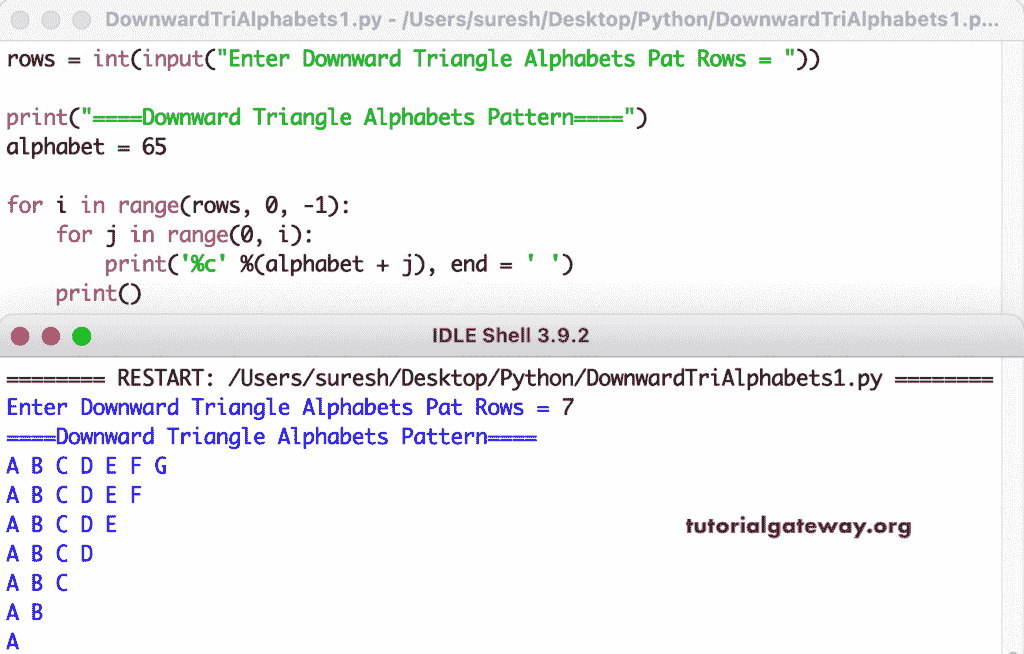 DownwardTriAlphabets1.py - /Users/suresh/Desktop/Python/DownwardTriAlphabets1.p...
rows = int(input("Enter Downward Triangle Alphabets Pat Rows = "))
print("====Downward Triangle Alphabets Pattern====")
alphabet = 65
for i in range(rows, 0, -1):
    for j in range(0, i):
        print('%c' %(alphabet + j), end = ' ')
    print()
IDLE Shell 3.9.2
======== RESTART: /Users/suresh/Desktop/Python/DownwardTriAlphabets1.py ========
Enter Downward Triangle Alphabets Pat Rows = 7
====Downward Triangle Alphabets Pattern====
A B C D E F G
A B C D E F
A B C D E
tutorialgateway.org
A B C D
A B C
A B
A